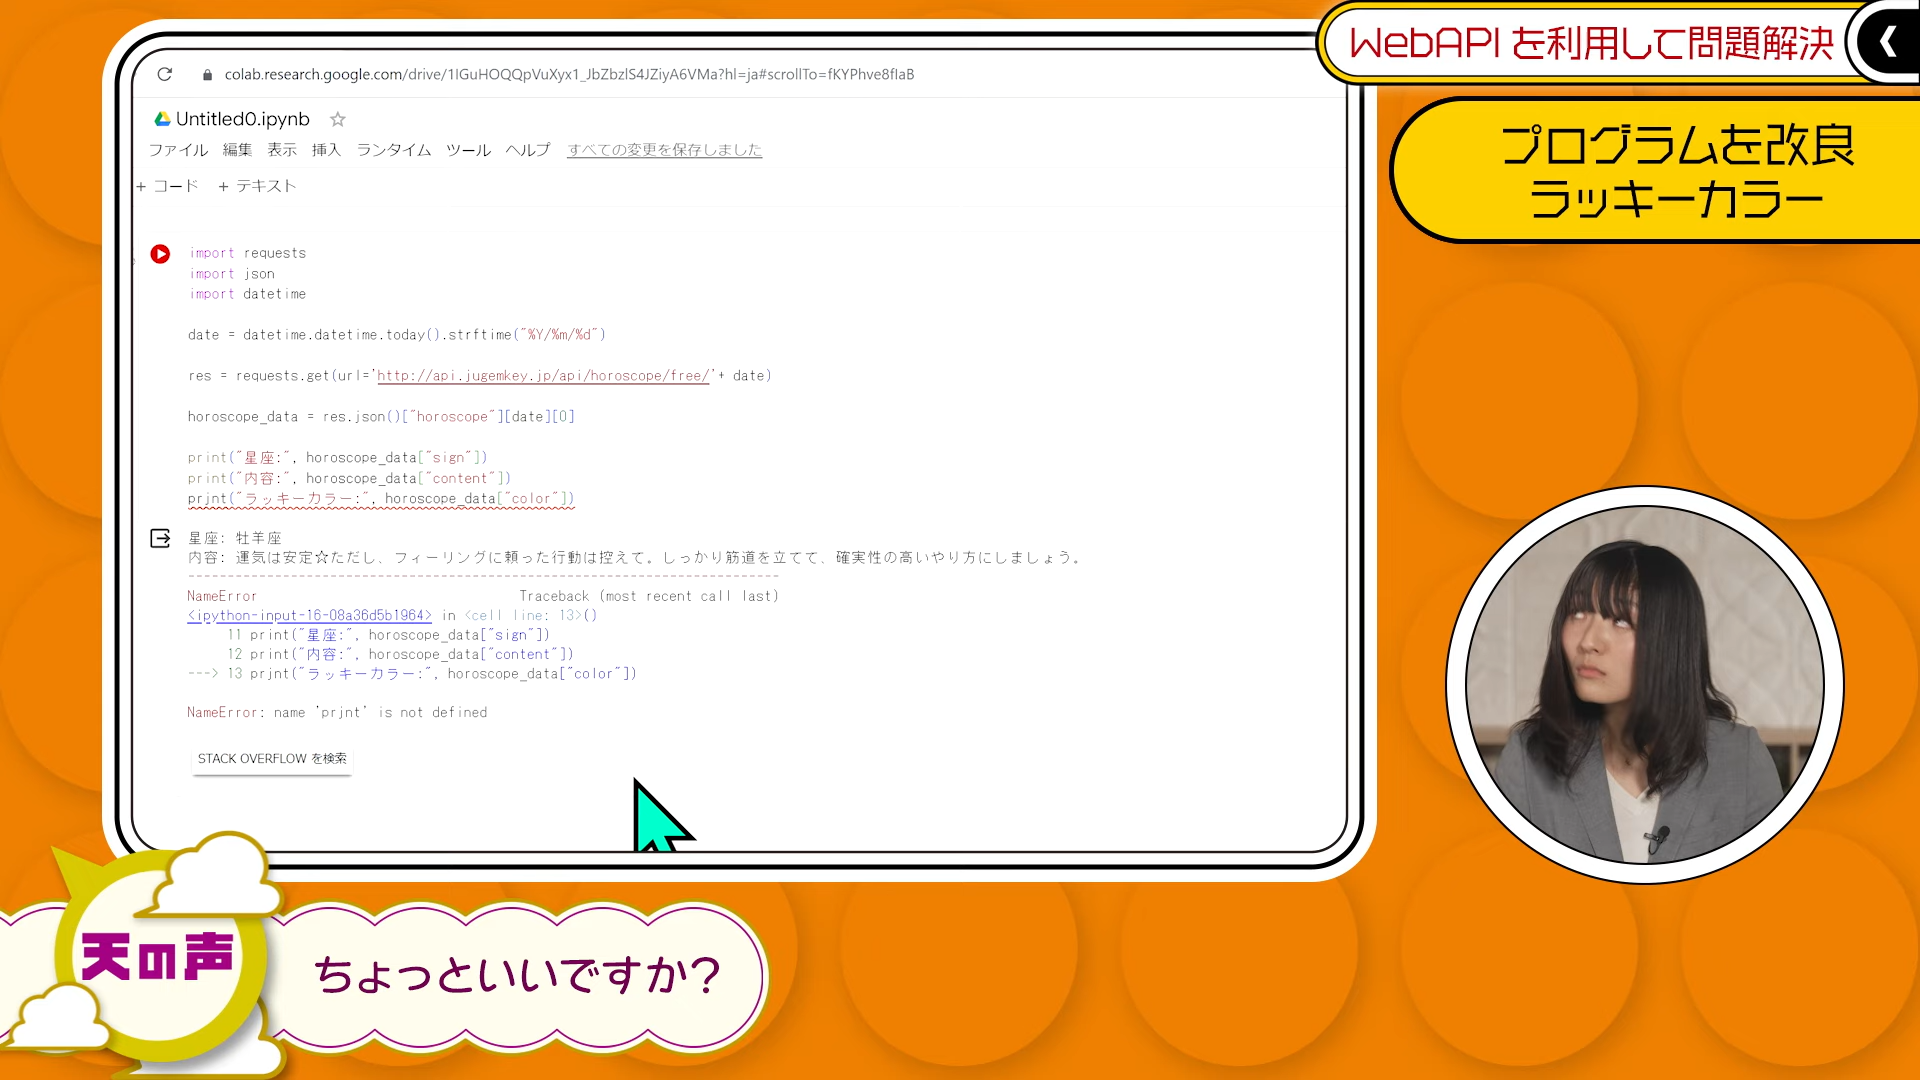 WebAPIを利用して問題解決
プログラムを改良
ラッキーカラー
colab.research.google.com/drive/1IGuHOQQpVuXyx1_JbZbzlS4JZiyA6VMa?hl=ja#scrollTo=fKYPhve8fIaB
Untitled0.ipynb
ファイル 編集 表示 挿入 ランタイム ツール ヘルプ すべての変更を保存しました
+ コード + テキスト
import requests
import json
import datetime
date = datetime.datetime.today().strftime("%Y/%m/%d")
res = requests.get(url='http://api.jugemkey.jp/api/horoscope/free/'+ date)
horoscope_data = res.json()["horoscope"][date][0]
print("星座:", horoscope_data["sign"])
print("内容:", horoscope_data["content"])
prjnt("ラッキーカラー:", horoscope_data["color"])
星座: 牡羊座
内容: 運気は安定☆ただし、フィーリングに頼った行動は控えて。しっかり筋道を立てて、確実性の高いやり方にしましょう。
---------------------------------------------------------------------------
NameError Traceback (most recent call last)
<ipython-input-16-08a36d5b1964> in <cell line: 13>()
11 print("星座:", horoscope_data["sign"])
12 print("内容:", horoscope_data["content"])
---> 13 prjnt("ラッキーカラー:", horoscope_data["color"])
NameError: name 'prjnt' is not defined
STACK OVERFLOW を検索
天の声
ちょっといいですか?